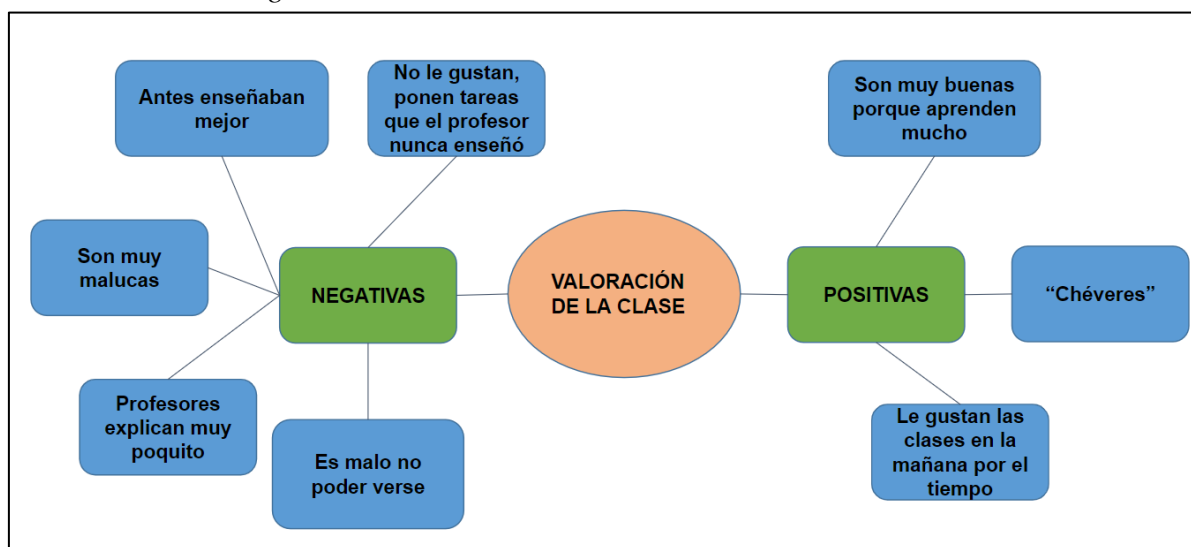 Antes enseñaban
mejor
No le gustan,
ponen tareas
que el profesor
nunca enseñó
Son muy
malucas
NEGATIVAS
Profesores
explican muy
poquito
Es malo no
poder verse
VALORACIÓN
DE LA CLASE
Son muy buenas
porque aprenden
mucho
POSITIVAS
“Chéveres”
Le gustan las
clases en la
mañana por el
tiempo